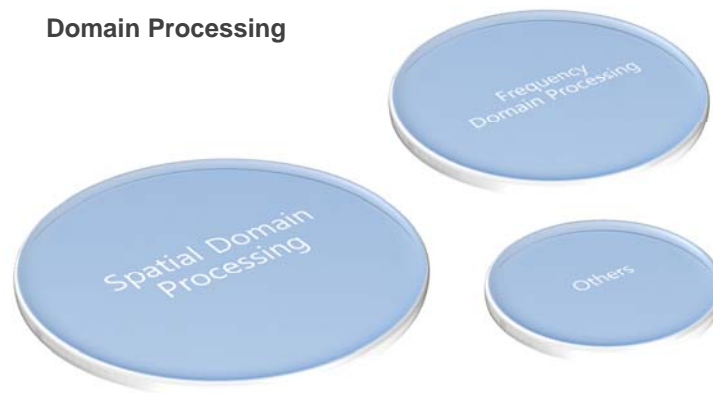 Domain Processing
Frequency
Domain Processing
Spatial Domain
Processing
Others